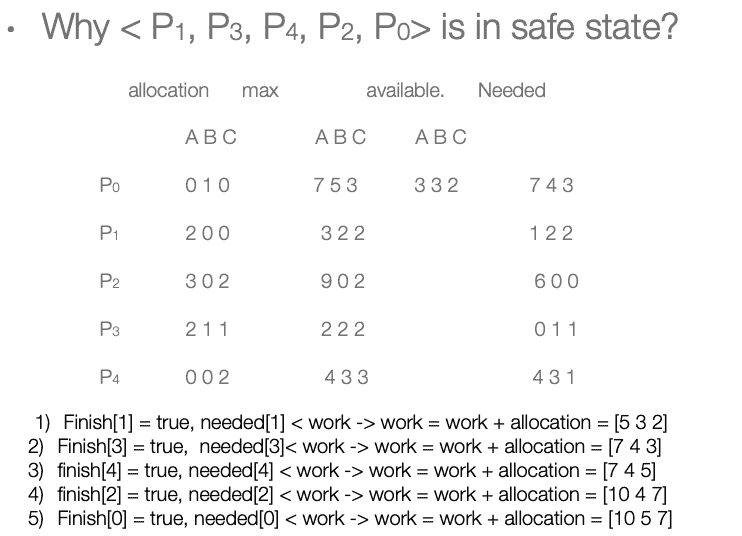 • Why < P1, P3, P4, P2, P0> is in safe state?
allocation max available. Needed
A B C A B C A B C
P0 0 1 0 7 5 3 3 3 2 7 4 3
P1 2 0 0 3 2 2 1 2 2
P2 3 0 2 9 0 2 6 0 0
P3 2 1 1 2 2 2 0 1 1
P4 0 0 2 4 3 3 4 3 1
1) Finish[1] = true, needed[1] < work -> work = work + allocation = [5 3 2]
2) Finish[3] = true, needed[3]< work -> work = work + allocation = [7 4 3]
3) finish[4] = true, needed[4] < work -> work = work + allocation = [7 4 5]
4) finish[2] = true, needed[2] < work -> work = work + allocation = [10 4 7]
5) Finish[0] = true, needed[0] < work -> work = work + allocation = [10 5 7]